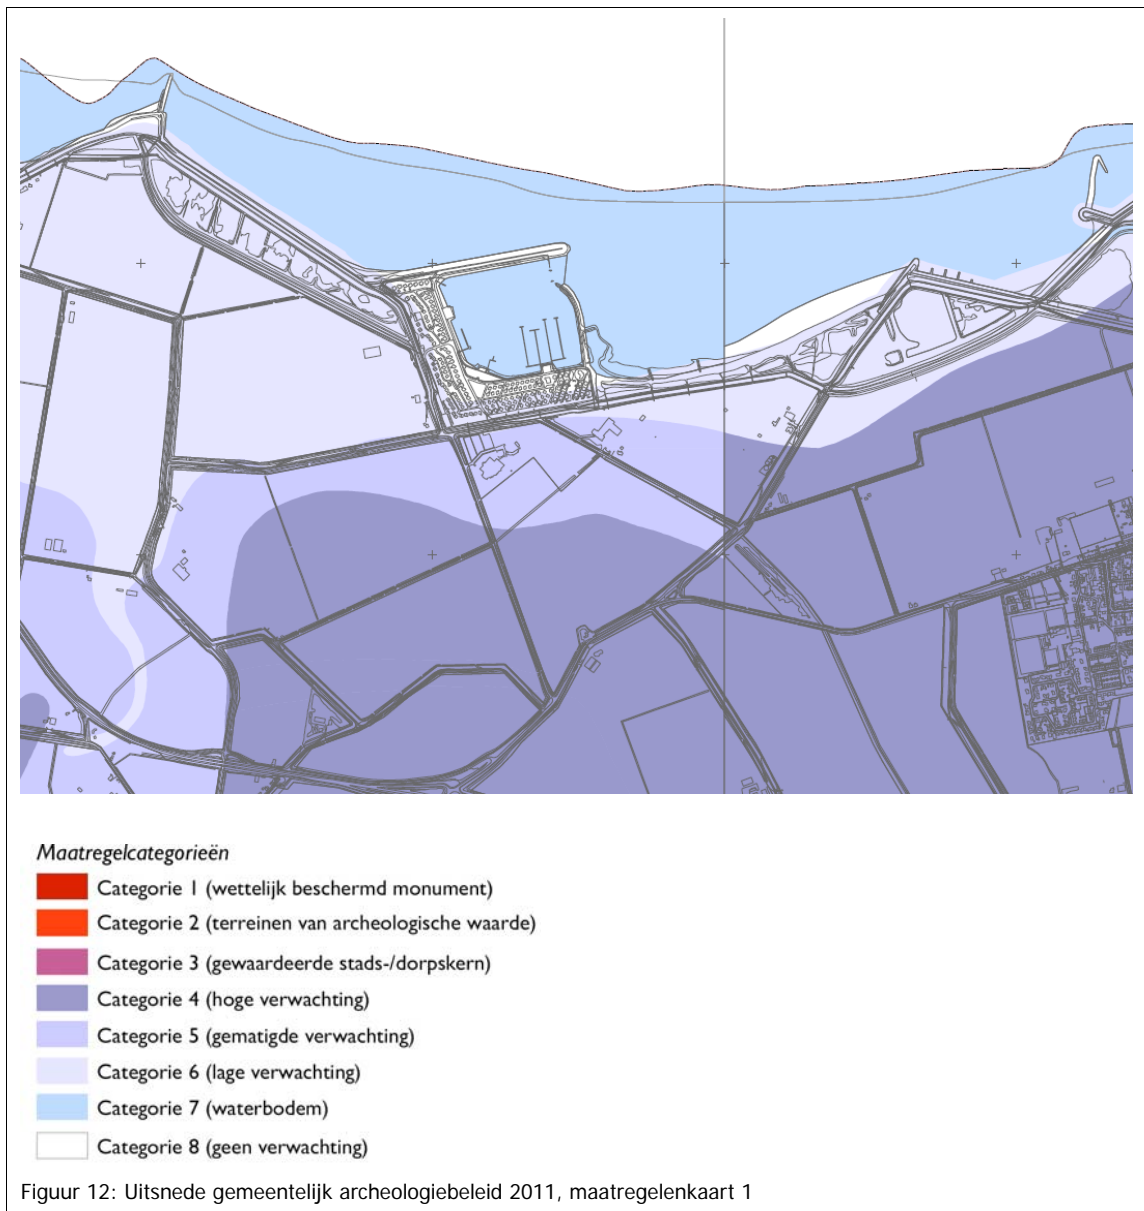 Maatregelcategorieën
Categorie 1 (wettelijk beschermd monument)
Categorie 2 (terreinen van archeologische waarde)
Categorie 3 (gewaardeerde stads-/dorpskern)
Categorie 4 (hoge verwachting)
Categorie 5 (gematigde verwachting)
Categorie 6 (lage verwachting)
Categorie 7 (waterbodem)
Categorie 8 (geen verwachting)
Figuur 12: Uitsnede gemeentelijk archeologiebeleid 2011, maatregelenkaart 1